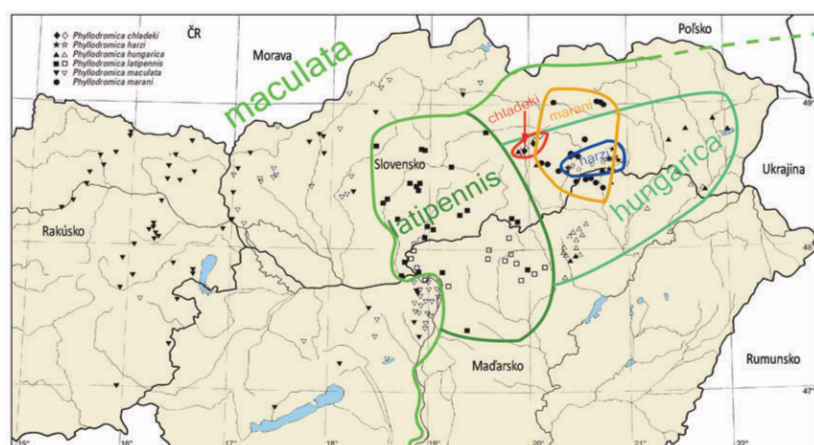 Phyllodromica chladeki
Phyllodromica harzi
Phyllodromica hungarica
Phyllodromica latipennis
Phyllodromica maculata
Phyllodromica marani
ČR
Morava
Poľsko
maculata
49°
chladeki
marani
harzi
Slovensko
latipennis
hungarica
Ukrajina
Rakúsko
48°
Maďarsko
Rumunsko
47°
15°
16°
17°
18°
19°
20°
21°
22°